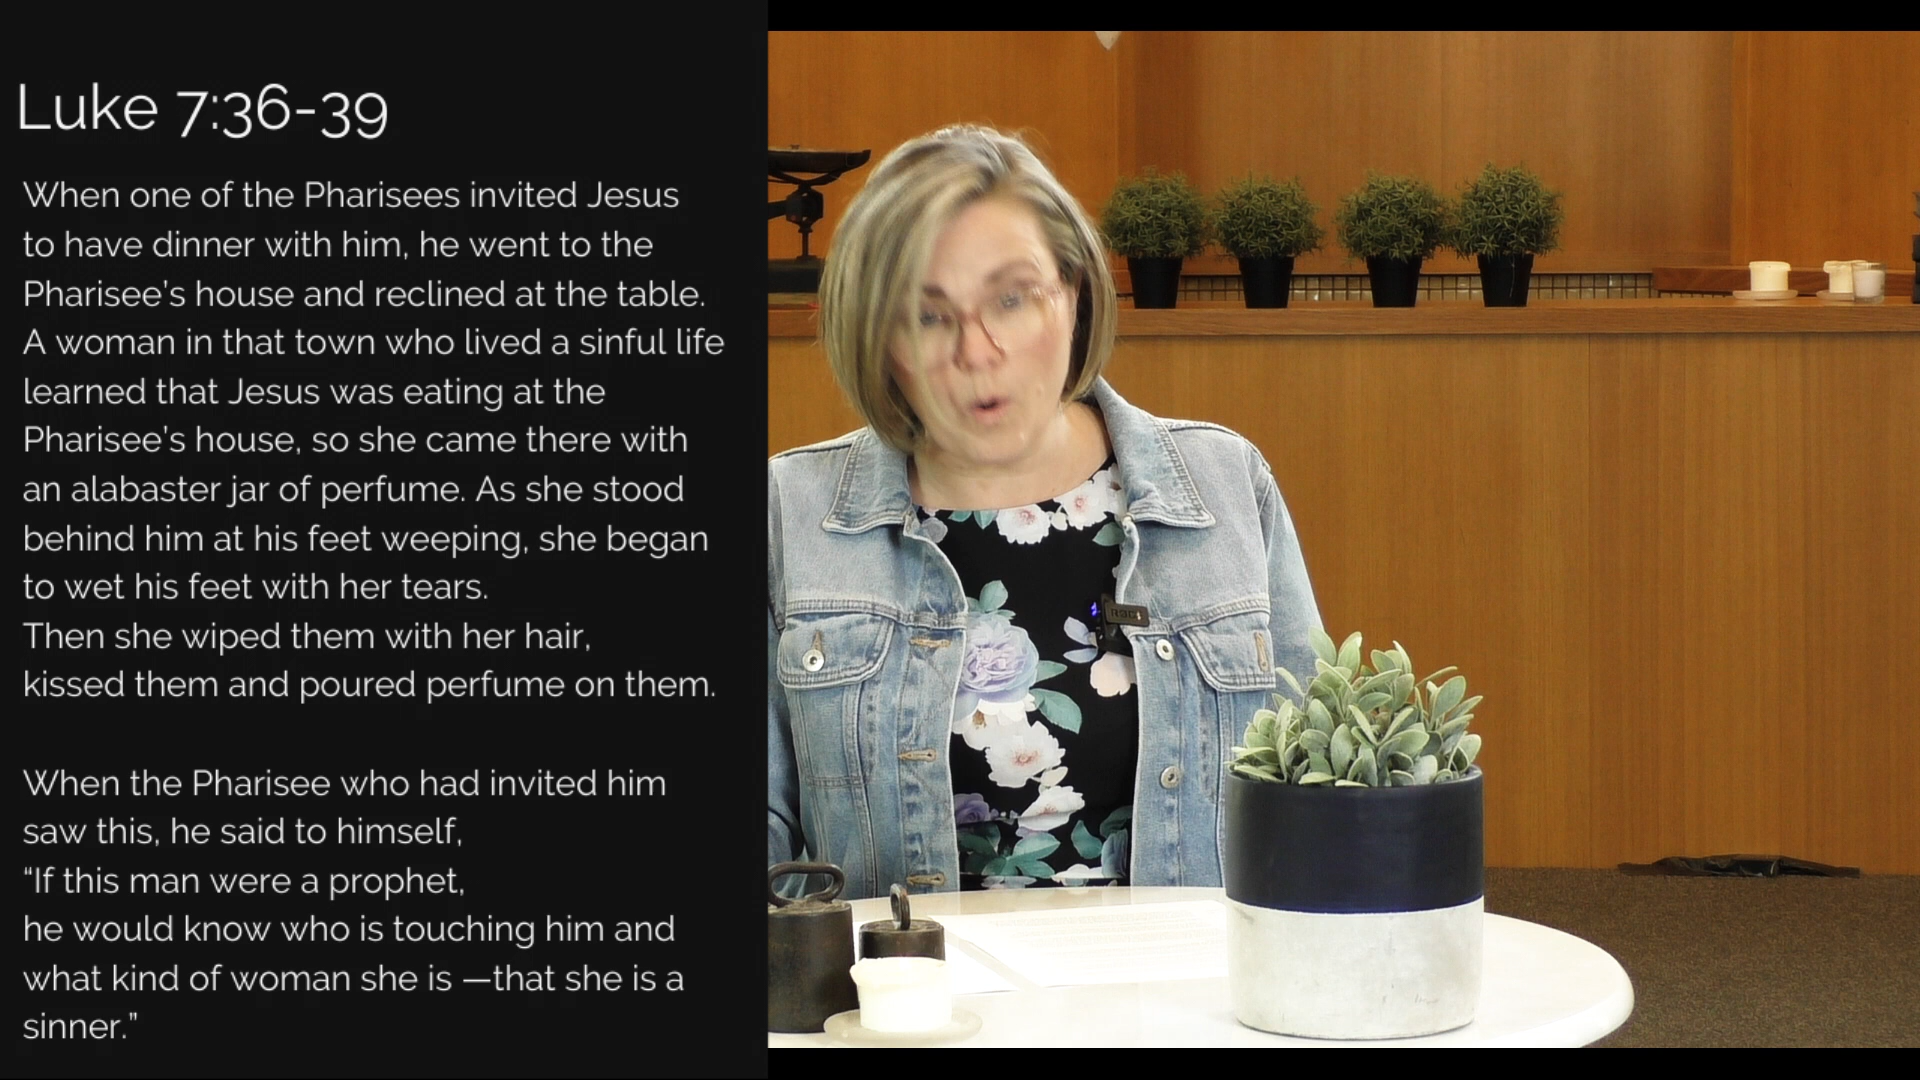 Luke 7:36-39
When one of the Pharisees invited Jesus
to have dinner with him, he went to the
Pharisee's house and reclined at the table.
A woman in that town who lived a sinful life
learned that Jesus was eating at the
Pharisee's house, so she came there with
an alabaster jar of perfume. As she stood
behind him at his feet weeping, she began
to wet his feet with her tears.
Then she wiped them with her hair,
kissed them and poured perfume on them.
When the Pharisee who had invited him
saw this, he said to himself,
“If this man were a prophet,
he would know who is touching him and
what kind of woman she is —that she is a
sinner.”